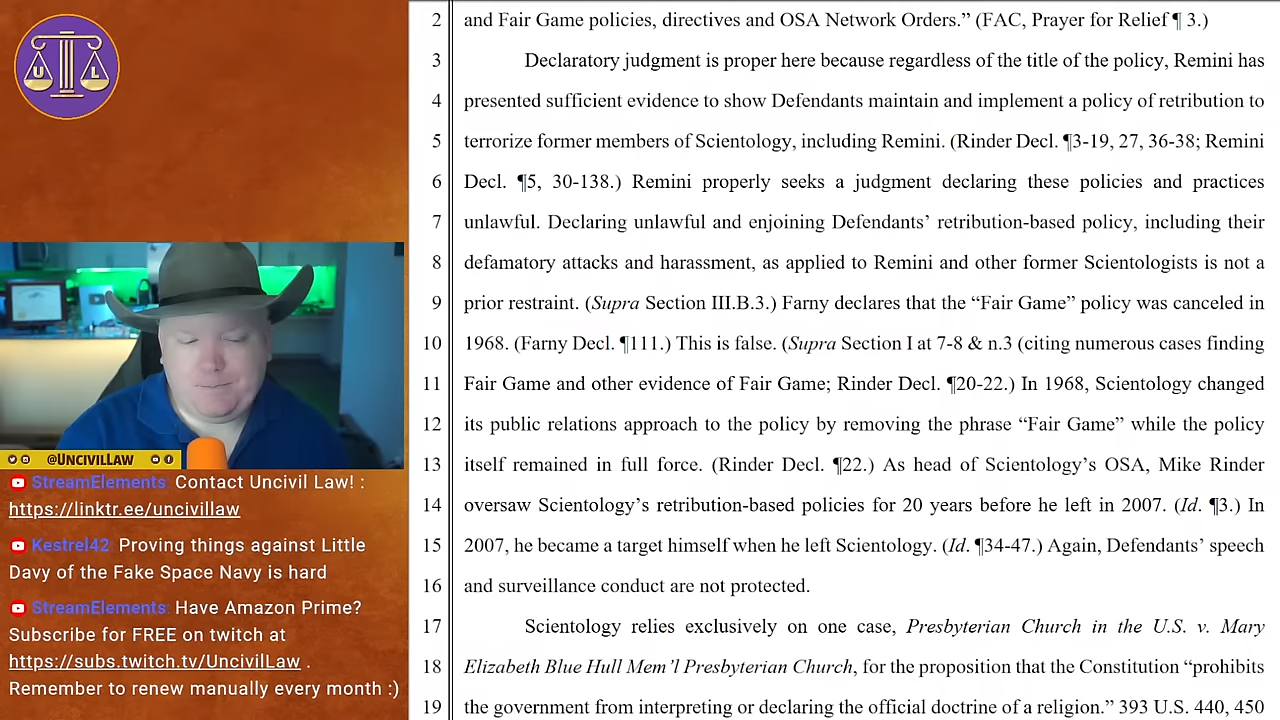 U L
@UNCIVILLAW
StreamElements: Contact Uncivil Law! :
https://linktr.ee/uncivillaw
Kestrel42: Proving things against Little
Davy of the Fake Space Navy is hard
StreamElements: Have Amazon Prime?
Subscribe for FREE on twitch at
https://subs.twitch.tv/UncivilLaw .
Remember to renew manually every month :)
2 and Fair Game policies, directives and OSA Network Orders.” (FAC, Prayer for Relief ¶ 3.)
3 Declaratory judgment is proper here because regardless of the title of the policy, Remini has
4 presented sufficient evidence to show Defendants maintain and implement a policy of retribution to
5 terrorize former members of Scientology, including Remini. (Rinder Decl. ¶3-19, 27, 36-38; Remini
6 Decl. ¶5, 30-138.) Remini properly seeks a judgment declaring these policies and practices
7 unlawful. Declaring unlawful and enjoining Defendants’ retribution-based policy, including their
8 defamatory attacks and harassment, as applied to Remini and other former Scientologists is not a
9 prior restraint. (Supra Section III.B.3.) Farny declares that the “Fair Game” policy was canceled in
10 1968. (Farny Decl. ¶111.) This is false. (Supra Section I at 7-8 & n.3 (citing numerous cases finding
11 Fair Game and other evidence of Fair Game; Rinder Decl. ¶20-22.) In 1968, Scientology changed
12 its public relations approach to the policy by removing the phrase “Fair Game” while the policy
13 itself remained in full force. (Rinder Decl. ¶22.) As head of Scientology’s OSA, Mike Rinder
14 oversaw Scientology’s retribution-based policies for 20 years before he left in 2007. (Id. ¶3.) In
15 2007, he became a target himself when he left Scientology. (Id. ¶34-47.) Again, Defendants’ speech
16 and surveillance conduct are not protected.
17 Scientology relies exclusively on one case, Presbyterian Church in the U.S. v. Mary
18 Elizabeth Blue Hull Mem’l Presbyterian Church, for the proposition that the Constitution “prohibits
19 the government from interpreting or declaring the official doctrine of a religion.” 393 U.S. 440, 450